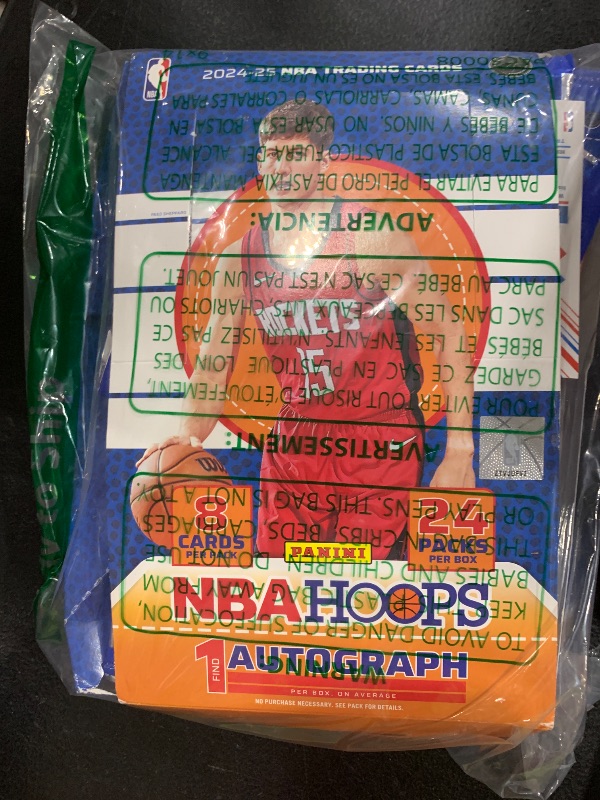 2024-25 NBA TRADING CARDS
ROCKETS
15
8
CARDS
PER PACK
24
PACKS
PER BOX
PANINI
NBA HOOPS
FIND
1 AUTOGRAPH
PER BOX, ON AVERAGE
NO PURCHASE NECESSARY. SEE PACK FOR DETAILS.
WARNING:
TO AVOID DANGER OF SUFFOCATION,
KEEP PLASTIC BAG AWAY FROM
BABIES AND CHILDREN. DO NOT USE
THIS BAG IN CRIBS, BEDS, CARRIAGES
OR PLAY PENS. THIS BAG IS NOT A TOY.
AVERTISSEMENT:
POUR ÉVITER TOUT RISQUE D'ÉTOUFFEMENT,
GARDEZ CE SAC EN PLASTIQUE LOIN DES
BÉBÉS ET LES ENFANTS. N'UTILISEZ PAS CE
SAC DANS LES BERCEAUX, LITS, CHARIOTS OU
PARC AU BÉBÉ. CE SAC N'EST PAS UN JOUET.
ADVERTENCIA:
PARA EVITAR EL PELIGRO DE ASFIXIA MANTENGA
ESTA BOLSA DE PLASTICO FUERA DEL ALCANCE
DE BEBÉS Y NIÑOS. NO USAR ESTA BOLSA EN
CUNAS, CAMAS, CARRIOLAS O CORRALES PARA
BEBES. ESTA BOLSA NO ES UN JUGUETE.